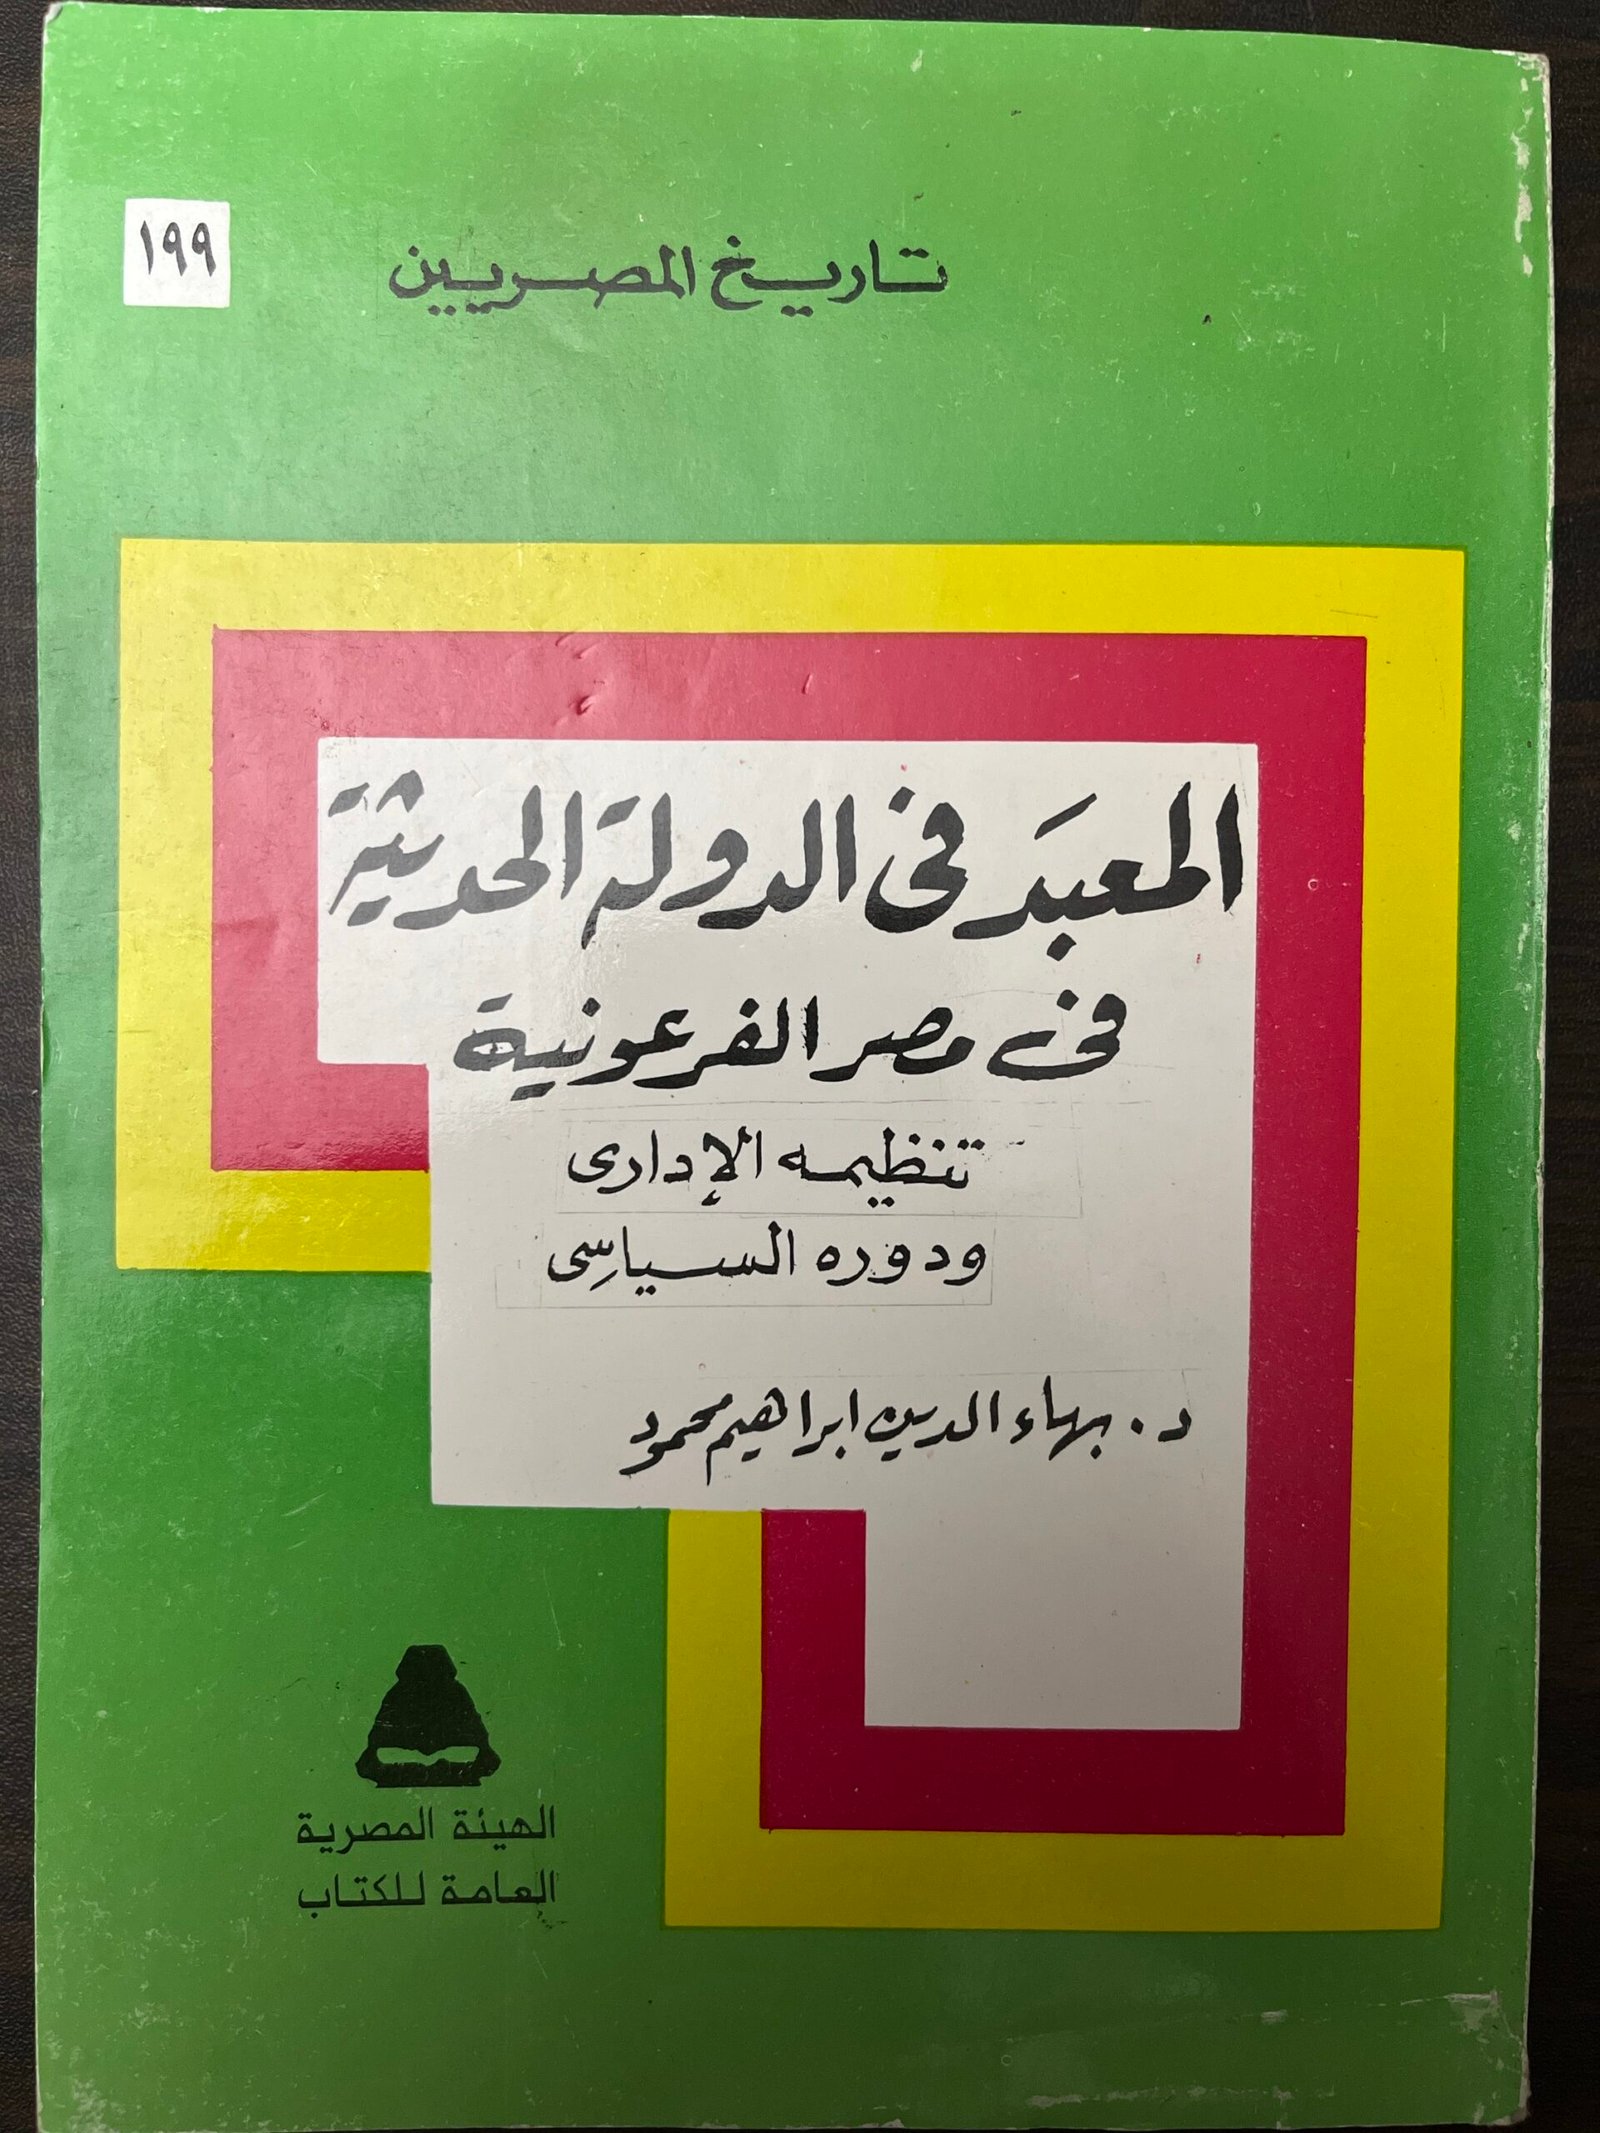 تاريخ المصريين
١٩٩
المعبد فى الدولة الحديثة
فى مصر الفرعونية
تنظيمه الإدارى
ودوره السياسى
د. بهاء الدين ابراهيم محمود
الهيئة المصرية
العامة للكتاب